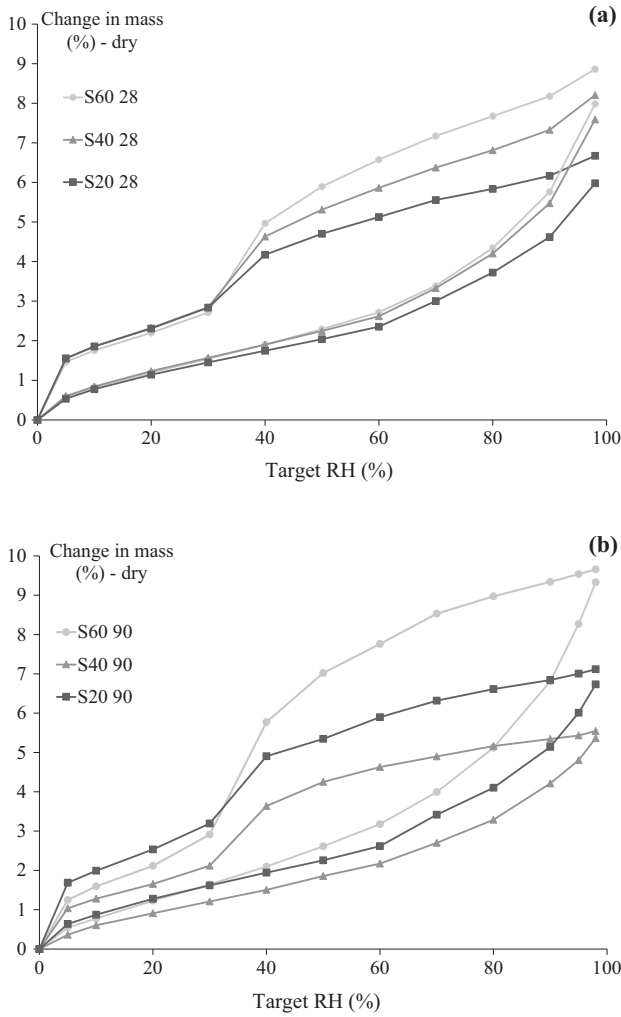 (a)
Change in mass
(%) - dry
S60 28
S40 28
S20 28
10
9
8
7
6
5
4
3
2
1
0
0 20 40 60 80 100
Target RH (%)
(b)
Change in mass
(%) - dry
S60 90
S40 90
S20 90
10
9
8
7
6
5
4
3
2
1
0
0 20 40 60 80 100
Target RH (%)